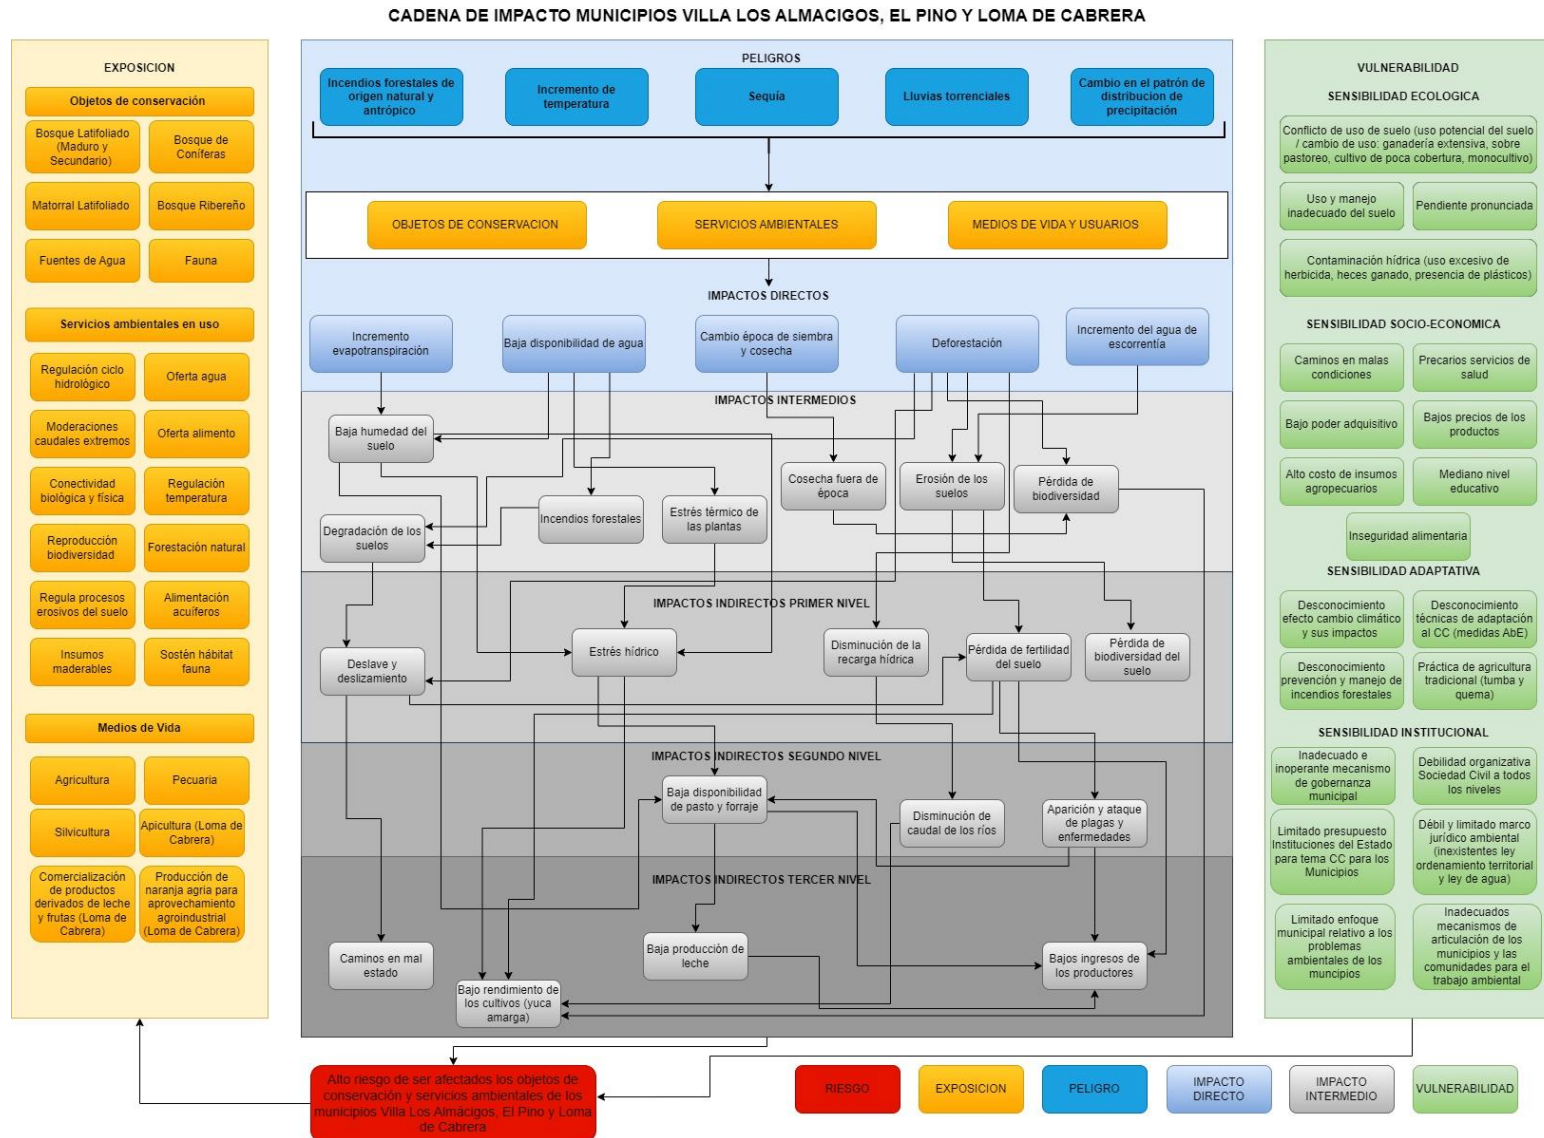 CADENA DE IMPACTO MUNICIPIOS VILLA LOS ALMACIGOS, EL PINO Y LOMA DE CABRERA
EXPOSICION
Objetos de conservación
Bosque Latifoliado
(Maduro y
Secundario)
Bosque de
Coníferas
Matorral Latifoliado
Bosque Ribereño
Fuentes de Agua
Fauna
Servicios ambientales en uso
Regulación ciclo
hidrológico
Oferta agua
Moderaciones
caudales extremos
Oferta alimento
Conectividad
biológica y física
Regulación
temperatura
Reproducción
biodiversidad
Forestación natural
Regula procesos
erosivos del suelo
Alimentación
acuíferos
Insumos
maderables
Sostén hábitat
fauna
Medios de Vida
Agricultura
Pecuaria
Silvicultura
Apicultura (Loma de
Cabrera)
Comercialización
de productos
derivados de leche
y frutas (Loma de
Cabrera)
Producción de
naranja agria para
aprovechamiento
agroindustrial
(Loma de Cabrera)
PELIGROS
Incendios forestales de
origen natural y
antrópico
Incremento de
temperatura
Sequía
Lluvias torrenciales
Cambio en el patrón de
distribucion de
precipitación
OBJETOS DE CONSERVACION
SERVICIOS AMBIENTALES
MEDIOS DE VIDA Y USUARIOS
IMPACTOS DIRECTOS
Incremento
evapotranspiración
Baja disponibilidad de agua
Cambio época de siembra
y cosecha
Deforestación
Incremento del agua de
escorrentía
IMPACTOS INTERMEDIOS
Baja humedad del
suelo
Cosecha fuera de
época
Erosión de los
suelos
Pérdida de
biodiversidad
Degradación de los
suelos
Incendios forestales
Estrés térmico de
las plantas
IMPACTOS INDIRECTOS PRIMER NIVEL
Deslave y
deslizamiento
Estrés hídrico
Disminución de la
recarga hídrica
Pérdida de fertilidad
del suelo
Pérdida de
biodiversidad del
suelo
IMPACTOS INDIRECTOS SEGUNDO NIVEL
Baja disponibilidad
de pasto y forraje
Disminución de
caudal de los ríos
Aparición y ataque
de plagas y
enfermedades
IMPACTOS INDIRECTOS TERCER NIVEL
Caminos en mal
estado
Bajo rendimiento de
los cultivos (yuca
amarga)
Baja producción de
leche
Bajos ingresos de
los productores
VULNERABILIDAD
SENSIBILIDAD ECOLOGICA
Conflicto de uso de suelo (uso potencial del suelo
/ cambio de uso: ganadería extensiva, sobre
pastoreo, cultivo de poca cobertura, monocultivo)
Uso y manejo
inadecuado del suelo
Pendiente pronunciada
Contaminación hídrica (uso excesivo de
herbicida, heces ganado, presencia de plásticos)
SENSIBILIDAD SOCIO-ECONOMICA
Caminos en malas
condiciones
Precarios servicios de
salud
Bajo poder adquisitivo
Bajos precios de los
productos
Alto costo de insumos
agropecuarios
Mediano nivel
educativo
Inseguridad alimentaria
SENSIBILIDAD ADAPTATIVA
Desconocimiento
efecto cambio climático
y sus impactos
Desconocimiento
técnicas de adaptación
al CC (medidas AbE)
Desconocimiento
prevención y manejo de
incendios forestales
Práctica de agricultura
tradicional (tumba y
quema)
SENSIBILIDAD INSTITUCIONAL
Inadecuado e
inoperante mecanismo
de gobernanza
municipal
Debilidad organizativa
Sociedad Civil a todos
los niveles
Limitado presupuesto
Instituciones del Estado
para tema CC para los
Municipios
Débil y limitado marco
jurídico ambiental
(inexistentes ley
ordenamiento territorial
y ley de agua)
Limitado enfoque
municipal relativo a los
problemas
ambientales de los
muncipios
Inadecuados
mecanismos de
articulación de los
municipios y las
comunidades para el
trabajo ambiental
Alto riesgo de ser afectados los objetos de
conservación y servicios ambientales de los
municipios Villa Los Almácigos, El Pino y Loma
de Cabrera
RIESGO
EXPOSICION
PELIGRO
IMPACTO
DIRECTO
IMPACTO
INTERMEDIO
VULNERABILIDAD